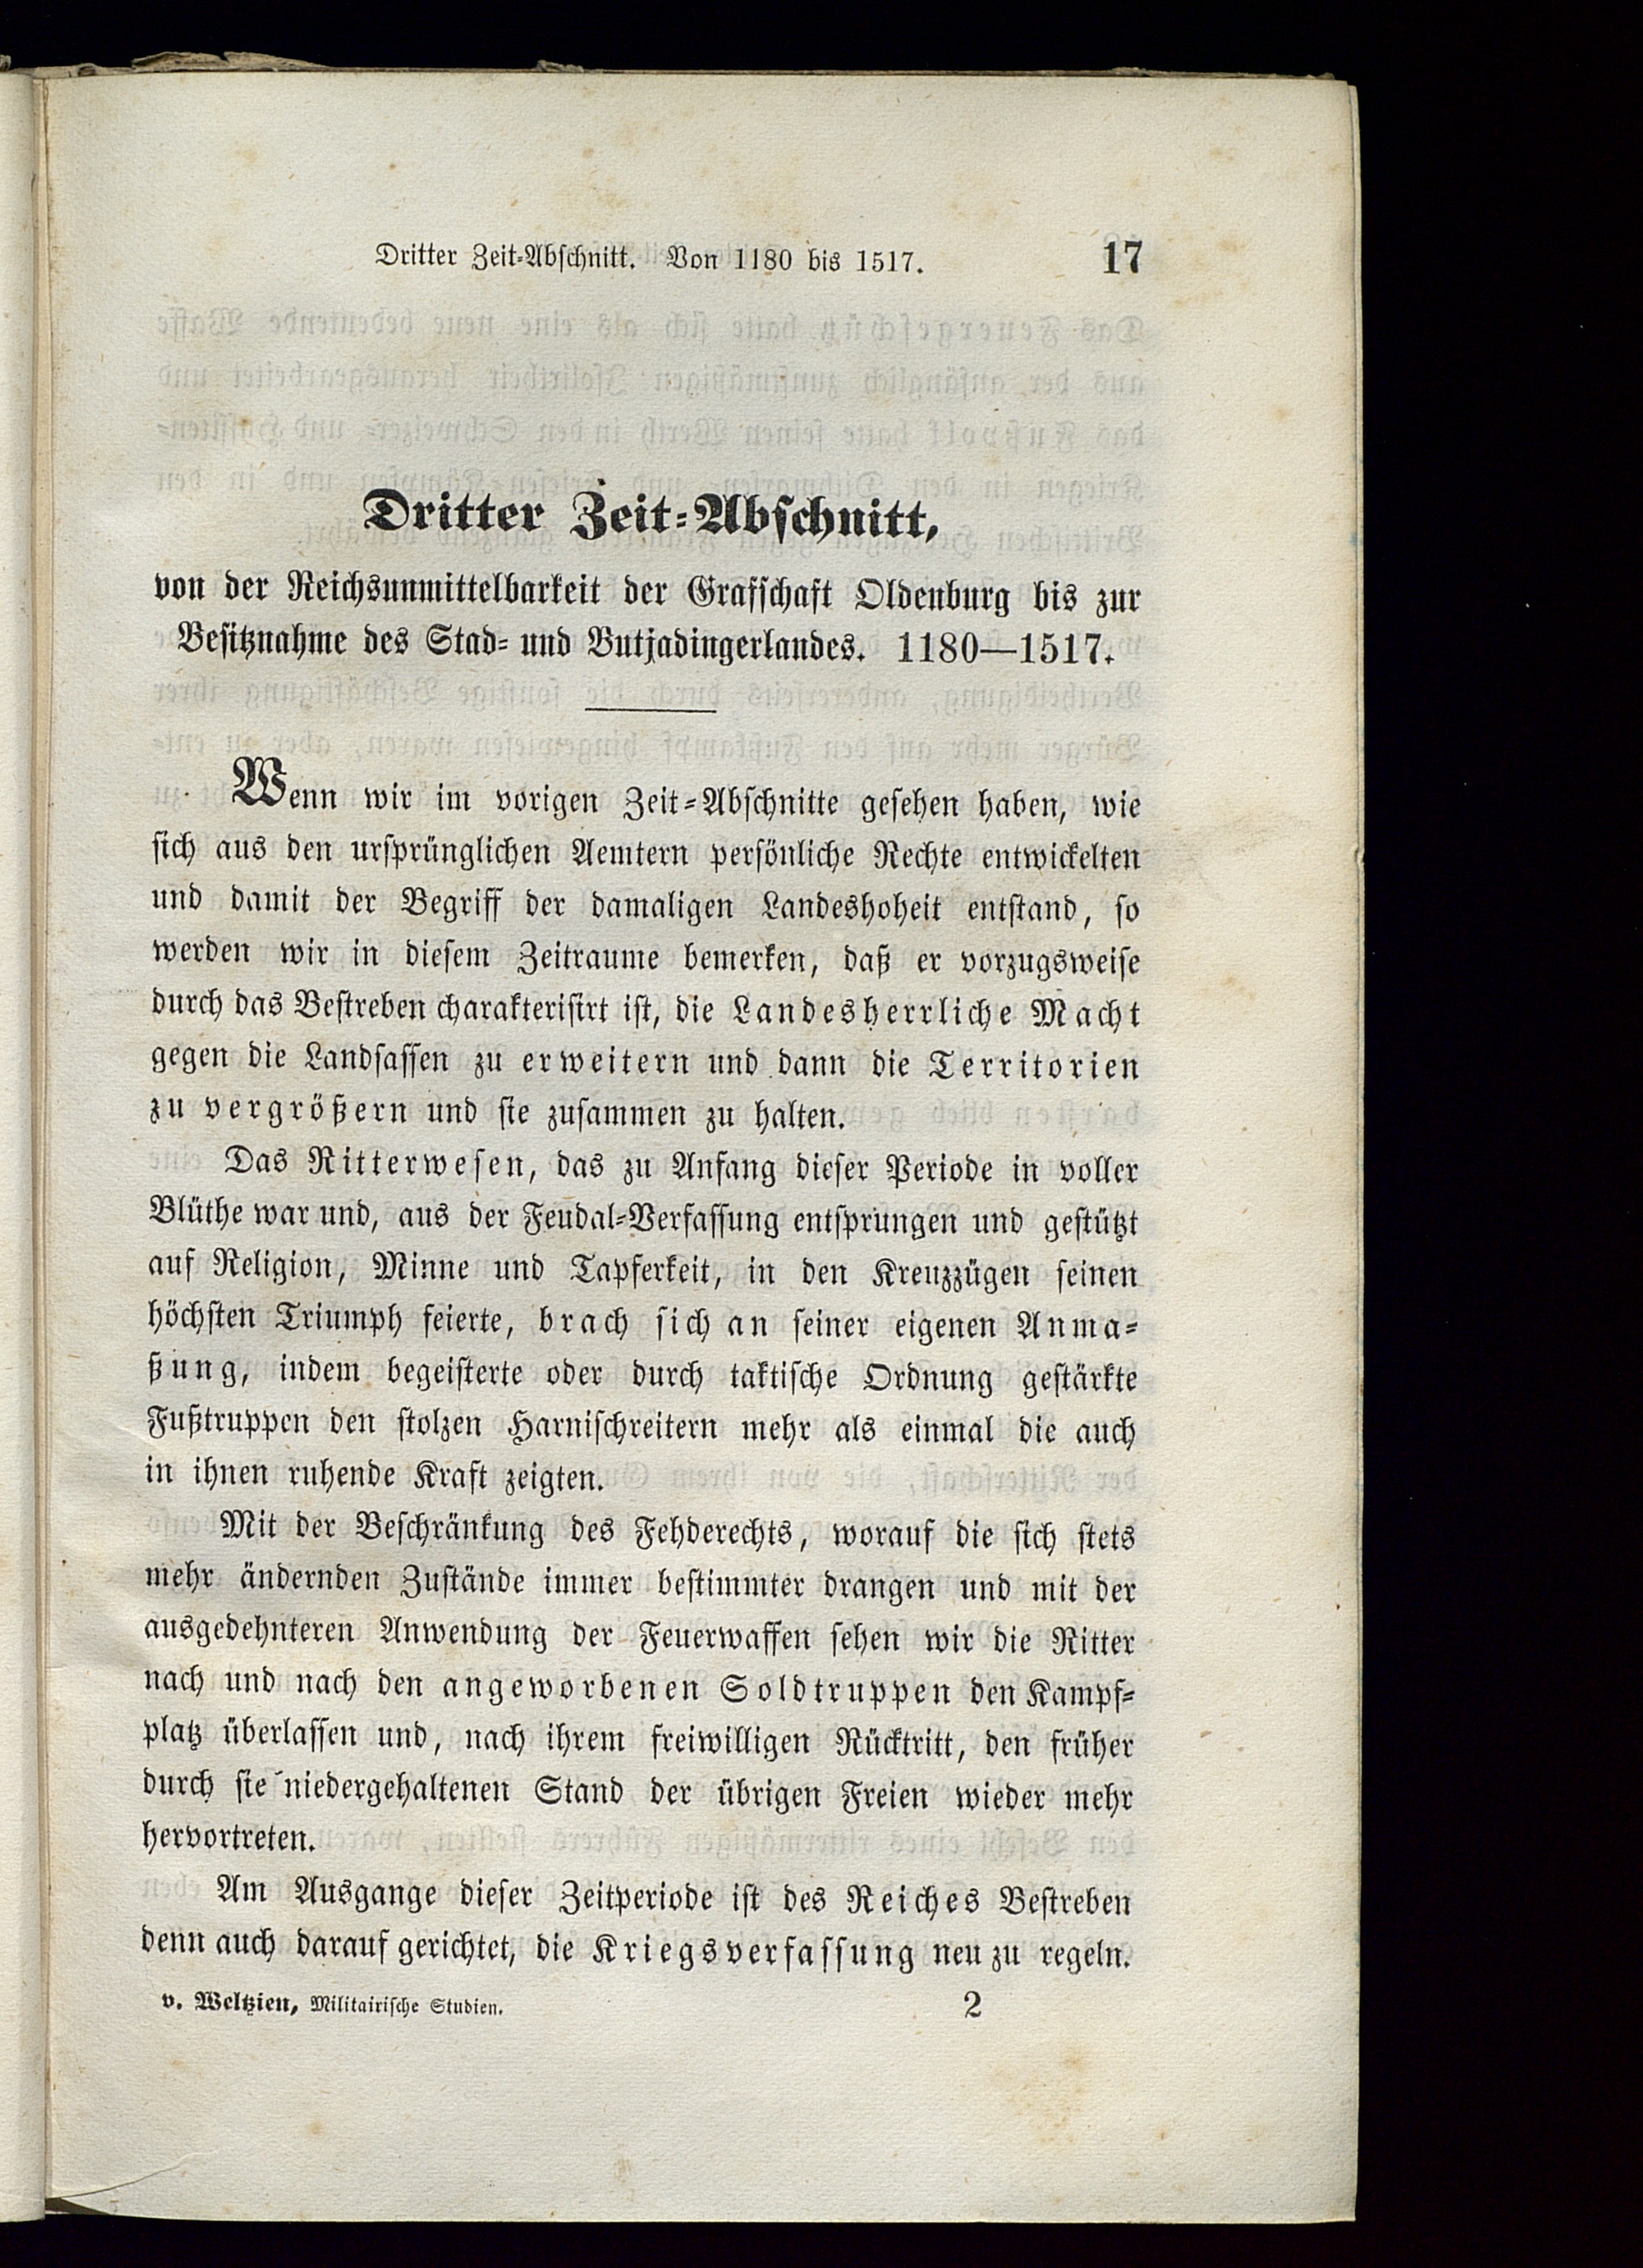 Dritter Zeit-Abschnitt. Von 1180 bis 1517. 17
Dritter Zeit-Abschnitt,
von der Reichsunmittelbarkeit der Grafschaft Oldenburg bis zur
Besitznahme des Stad- und Butjadingerlandes. 1180—1517.
Wenn wir im vorigen Zeit-Abschnitte gesehen haben, wie
sich aus den ursprünglichen Aemtern persönliche Rechte entwickelten
und damit der Begriff der damaligen Landeshoheit entstand, so
werden wir in diesem Zeitraume bemerken, daß er vorzugsweise
durch das Bestreben charakterisirt ist, die Landesherrliche Macht
gegen die Landsassen zu erweitern und dann die Territorien
zu vergrößern und sie zusammen zu halten.
Das Ritterwesen, das zu Anfang dieser Periode in voller
Blüthe war und, aus der Feudal-Verfassung entsprungen und gestützt
auf Religion, Minne und Tapferkeit, in den Kreuzzügen seinen
höchsten Triumph feierte, brach sich an seiner eigenen Anma-
ßung, indem begeisterte oder durch taktische Ordnung gestärkte
Fußtruppen den stolzen Harnischreitern mehr als einmal die auch
in ihnen ruhende Kraft zeigten.
Mit der Beschränkung des Fehderechts, worauf die sich stets
mehr ändernden Zustände immer bestimmter drangen und mit der
ausgedehnteren Anwendung der Feuerwaffen sehen wir die Ritter
nach und nach den angeworbenen Soldtruppen den Kampf-
platz überlassen und, nach ihrem freiwilligen Rücktritt, den früher
durch sie niedergehaltenen Stand der übrigen Freien wieder mehr
hervortreten.
Am Ausgange dieser Zeitperiode ist des Reiches Bestreben
denn auch darauf gerichtet, die Kriegsverfassung neu zu regeln.
v. Weltzien, Militairische Studien. 2